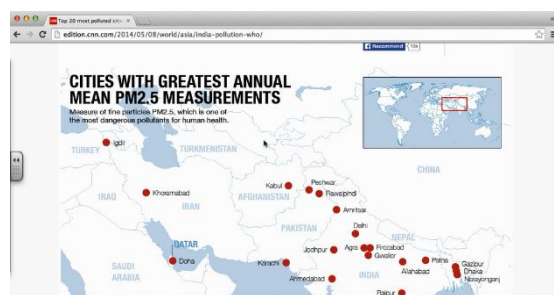 Top 20 most polluted citie
edition.cnn.com/2014/05/08/world/asia/india-pollution-who/
Recommend
CITIES WITH GREATEST ANNUAL
MEAN PM2.5 MEASUREMENTS
Measure of fine particles PM2.5, which is one of
the most dangerous pollutants for human health.
TURKEY
Igdir
TURKMENISTAN
CHINA
Kabul
Peshwar
Rawalpindi
Khorramabad
IRAQ
IRAN
AFGHANISTAN
Amritsar
PAKISTAN
Delhi
NEPAL
QATAR
Jodhpur
Agra
Firozabad
Gwalior
Patna
Gazipur
Doha
Karachi
Allahabad
Dhaka
Narayonganj
SAUDI
ARABIA
Ahmedabad
INDIA
Raipur